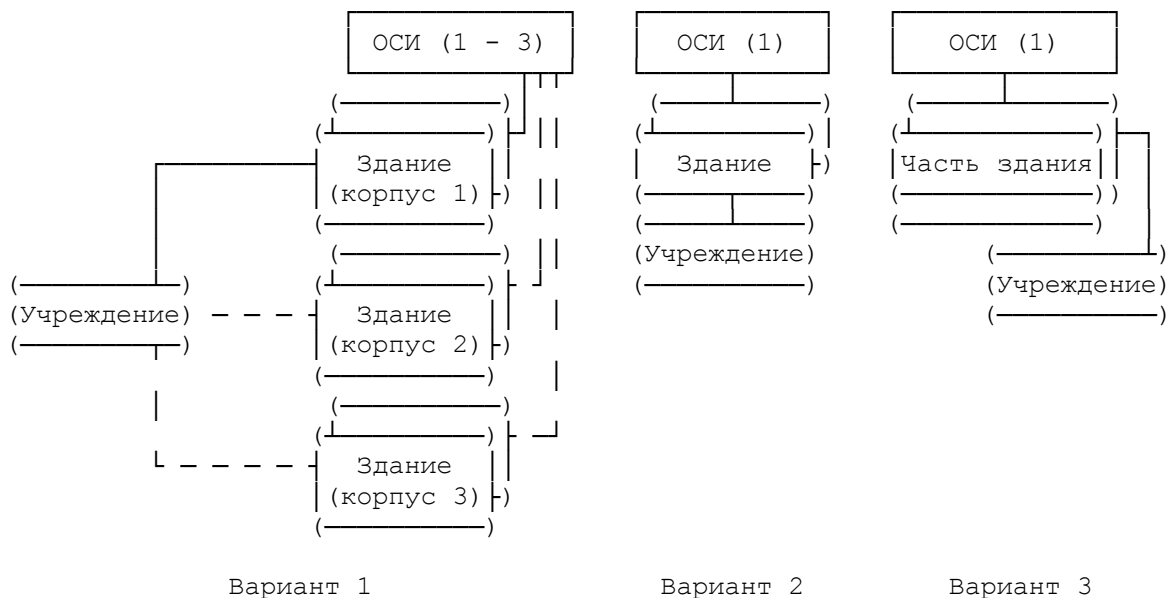 ОСИ (1 - 3) ОСИ (1) ОСИ (1)
Здание Здание Часть здания
(корпус 1)
(Учреждение)
(Учреждение) Здание (Учреждение)
(корпус 2)
Здание
(корпус 3)
Вариант 1 Вариант 2 Вариант 3